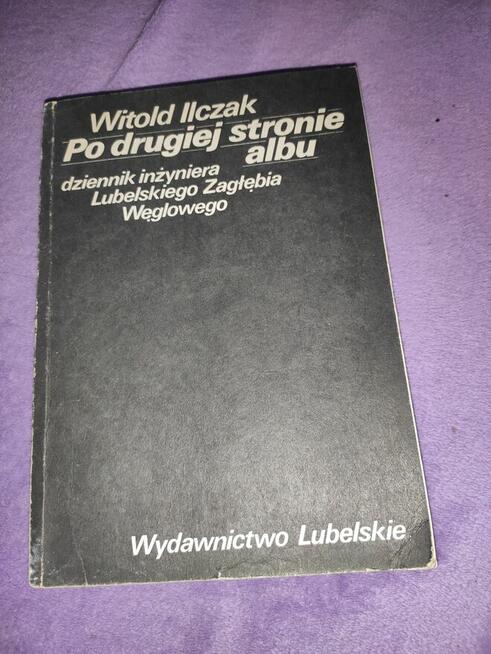 Witold Ilczak
Po drugiej stronie
albu
dziennik inżyniera
Lubelskiego Zagłębia
Węglowego
Wydawnictwo Lubelskie